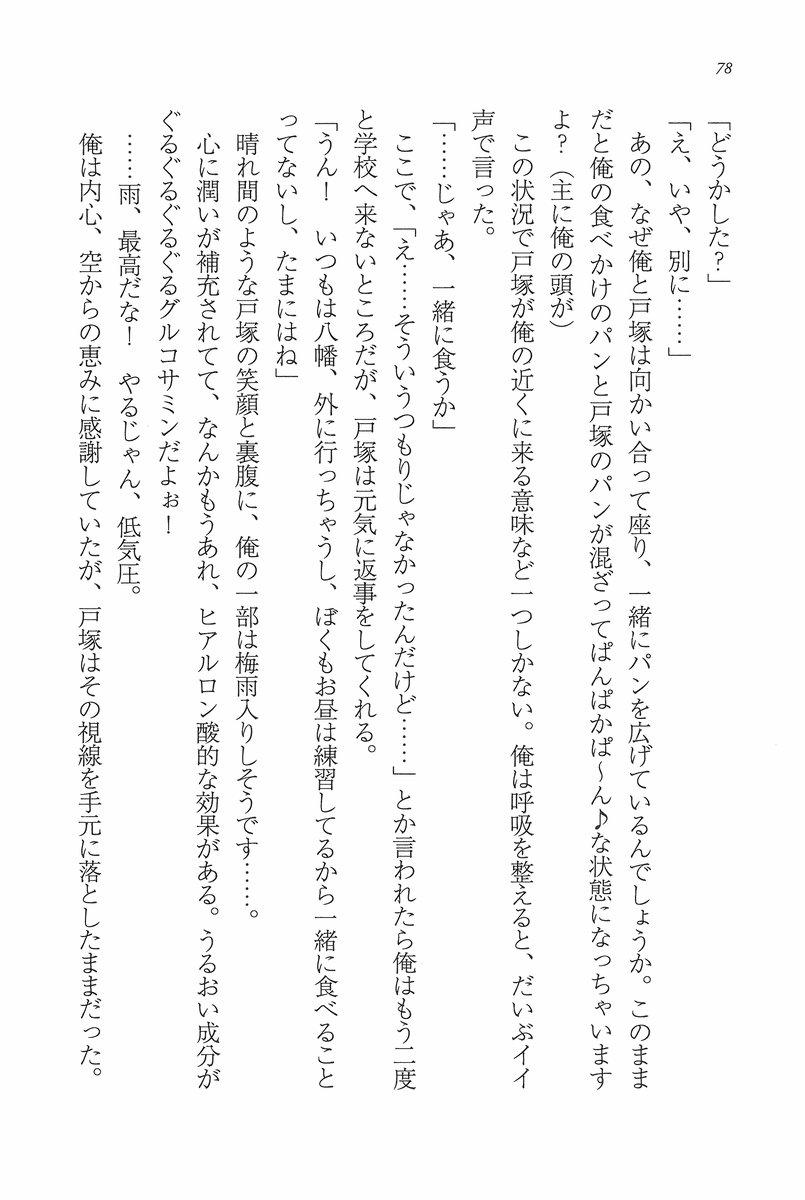 78
「どうかした?」
「え、いや、別に……」
あの、なぜ俺と戸塚は向かい合って座り、一緒にパンを広げているんでしょうか。このまま
だと俺の食べかけのパンと戸塚のパンが混ざってぱんぱかぱ〜ん♪な状態になっちゃいます
よ?(主に俺の頭が)
この状況で戸塚が俺の近くに来る意味など一つしかない。俺は呼吸を整えると、だいぶイイ
声で言った。
「……じゃあ、一緒に食うか」
ここで、「え……そういうつもりじゃなかったんだけど……」とか言われたら俺はもう二度
と学校へ来ないところだが、戸塚は元気に返事をしてくれる。
「うん! いつもは八幡、外に行っちゃうし、ぼくもお昼は練習してるから一緒に食べること
ってないし、たまにはね」
晴れ間のような戸塚の笑顔と裏腹に、俺の一部は梅雨入りしそうです……。
心に潤いが補充されてて、なんかもうあれ、ヒアルロン酸的な効果がある。うるおい成分が
ぐるぐるぐるぐるグルコサミンだよぉ!
……雨、最高だな! やるじゃん、低気圧。
俺は内心、空からの恵みに感謝していたが、戸塚はその視線を手元に落としたままだった。